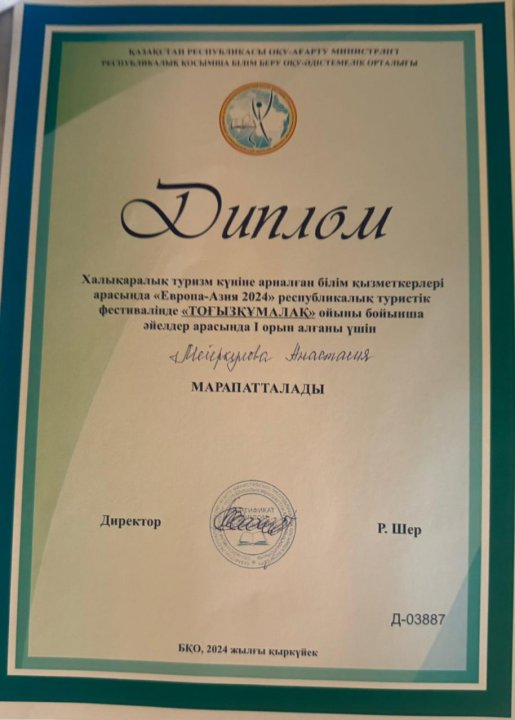 ҚАЗАҚСТАН РЕСПУБЛИКАСЫ ОҚУ-АҒАРТУ МИНИСТРЛІГІ
РЕСПУБЛИКАЛЫҚ ҚОСЫМША БІЛІМ БЕРУ ОҚУ-ӘДІСТЕМЕЛІК ОРТАЛЫҒЫ
Диплом
Халықаралық туризм күніне арналған білім қызметкерлері
арасында «Европа-Азия 2024» республикалық туристік
фестивалінде «ТОҒЫЗҚҰМАЛАҚ» ойыны бойынша
әйелдер арасында І орын алғаны үшін
Анастасия
МАРАПАТТАЛАДЫ
Директор
СЕРТИФИКАТ
Р. Шер
Д-03887
БҚО, 2024 жылғы қыркүйек